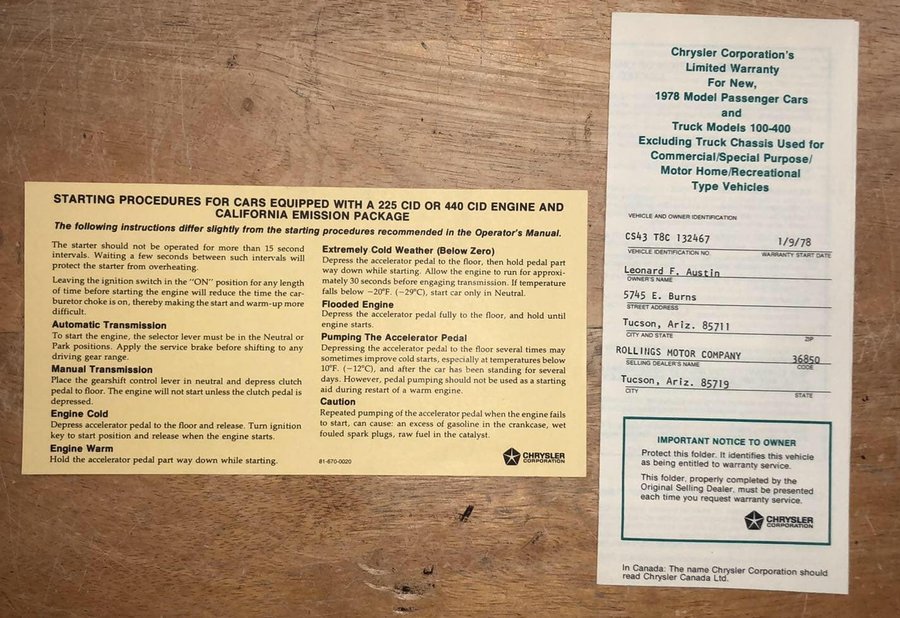 STARTING PROCEDURES FOR CARS EQUIPPED WITH A 225 CID OR 440 CID ENGINE AND
CALIFORNIA EMISSION PACKAGE
The following instructions differ slightly from the starting procedures recommended in the Operator's Manual.
The starter should not be operated for more than 15 second
intervals. Waiting a few seconds between such intervals will
protect the starter from overheating.
Leaving the ignition switch in the "ON" position for any length
of time before starting the engine will reduce the time the car-
buretor choke is on, thereby making the start and warm-up more
difficult.
Automatic Transmission
To start the engine, the selector lever must be in the Neutral or
Park positions. Apply the service brake before shifting to any
driving gear range.
Manual Transmission
Place the gearshift control lever in neutral and depress clutch
pedal to floor. The engine will not start unless the clutch pedal is
depressed.
Engine Cold
Depress accelerator pedal to the floor and release. Turn ignition
key to start position and release when the engine starts.
Engine Warm
Hold the accelerator pedal part way down while starting.
Extremely Cold Weather (Below Zero)
Depress the accelerator pedal to the floor, then hold pedal part
way down while starting. Allow the engine to run for approxi-
mately 30 seconds before engaging transmission. If temperature
falls below −20°F. (−29°C), start car only in Neutral.
Flooded Engine
Depress the accelerator pedal fully to the floor, and hold until
engine starts.
Pumping The Accelerator Pedal
Depressing the accelerator pedal to the floor several times may
sometimes improve cold starts, especially at temperatures below
10°F. (−12°C), and after the car has been standing for several
days. However, pedal pumping should not be used as a starting
aid during restart of a warm engine.
Caution
Repeated pumping of the accelerator pedal when the engine fails
to start, can cause: an excess of gasoline in the crankcase, wet
fouled spark plugs, raw fuel in the catalyst.
81-670-0020
CHRYSLER
CORPORATION
Chrysler Corporation's
Limited Warranty
For New,
1978 Model Passenger Cars
and
Truck Models 100-400
Excluding Truck Chassis Used for
Commercial/Special Purpose/
Motor Home/Recreational
Type Vehicles
VEHICLE AND OWNER IDENTIFICATION
CS43 T8C 132467 1/9/78
VEHICLE IDENTIFICATION NO. WARRANTY START DATE
Leonard F. Austin
OWNER'S NAME
5745 E. Burns
STREET ADDRESS
Tucson, Ariz. 85711
CITY AND STATE ZIP
ROLLINGS MOTOR COMPANY 36850
SELLING DEALER'S NAME CODE
Tucson, Ariz. 85719
CITY STATE
IMPORTANT NOTICE TO OWNER
Protect this folder. It identifies this vehicle
as being entitled to warranty service.
This folder, properly completed by the
Original Selling Dealer, must be presented
each time you request warranty service.
CHRYSLER
CORPORATION
In Canada: The name Chrysler Corporation should
read Chrysler Canada Ltd.